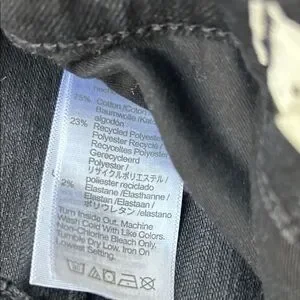 75% Cotton/Coton/
Baumwolle/Kat
algodón
23% Recycled Polyester
Polyester Recyclé/
Recyceltes Polyester
Gerecycleerd
Polyester /
リサイクルポリエステル/
poliester reciclado
2% Elastane/Élasthanne/
Elastan /Elastaan/
ポリウレタン /elastano
Turn Inside Out, Machine
Wash Cold With Like Colors.
Non-Chlorine Bleach Only,
Tumble Dry Low, Iron On
Lowest Setting.